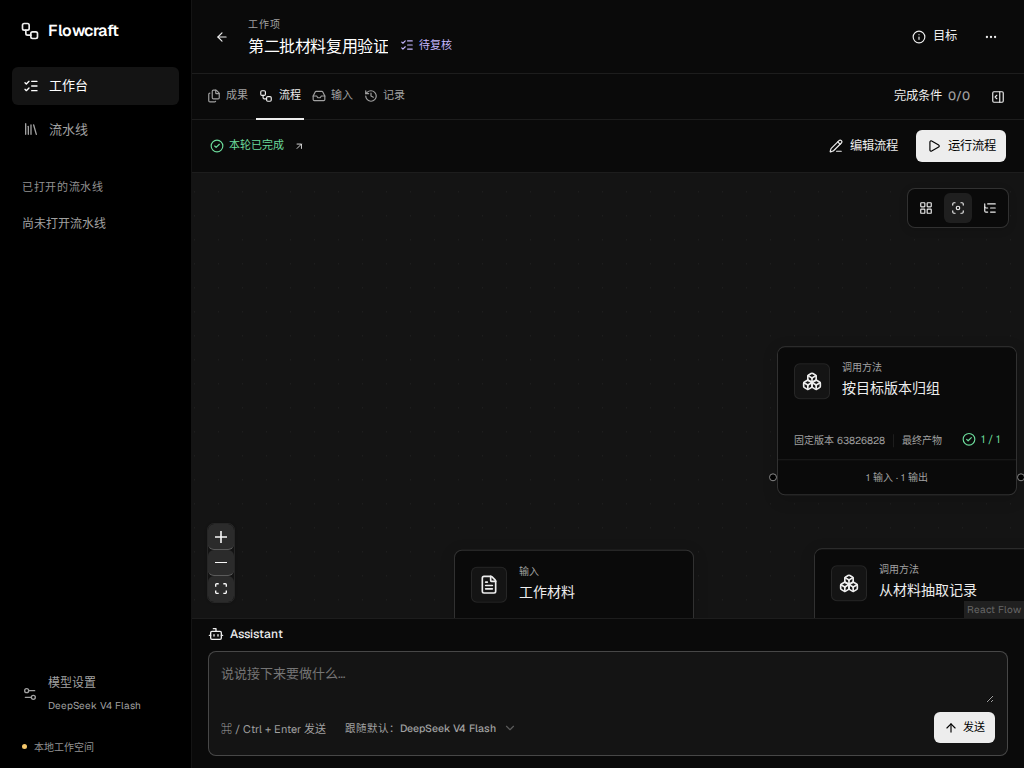 Flowcraft
工作台
流水线
已打开的流水线
尚未打开流水线
模型设置
DeepSeek V4 Flash
本地工作空间
工作项
第二批材料复用验证
待复核
目标
成果
流程
输入
记录
完成条件 0/0
本轮已完成
编辑流程
运行流程
调用方法
按目标版本归组
固定版本 63826828
最终产物
1 / 1
1 输入 · 1 输出
输入
工作材料
调用方法
从材料抽取记录
React Flow
Assistant
说说接下来要做什么...
⌘ / Ctrl + Enter 发送
跟随默认：DeepSeek V4 Flash
发送